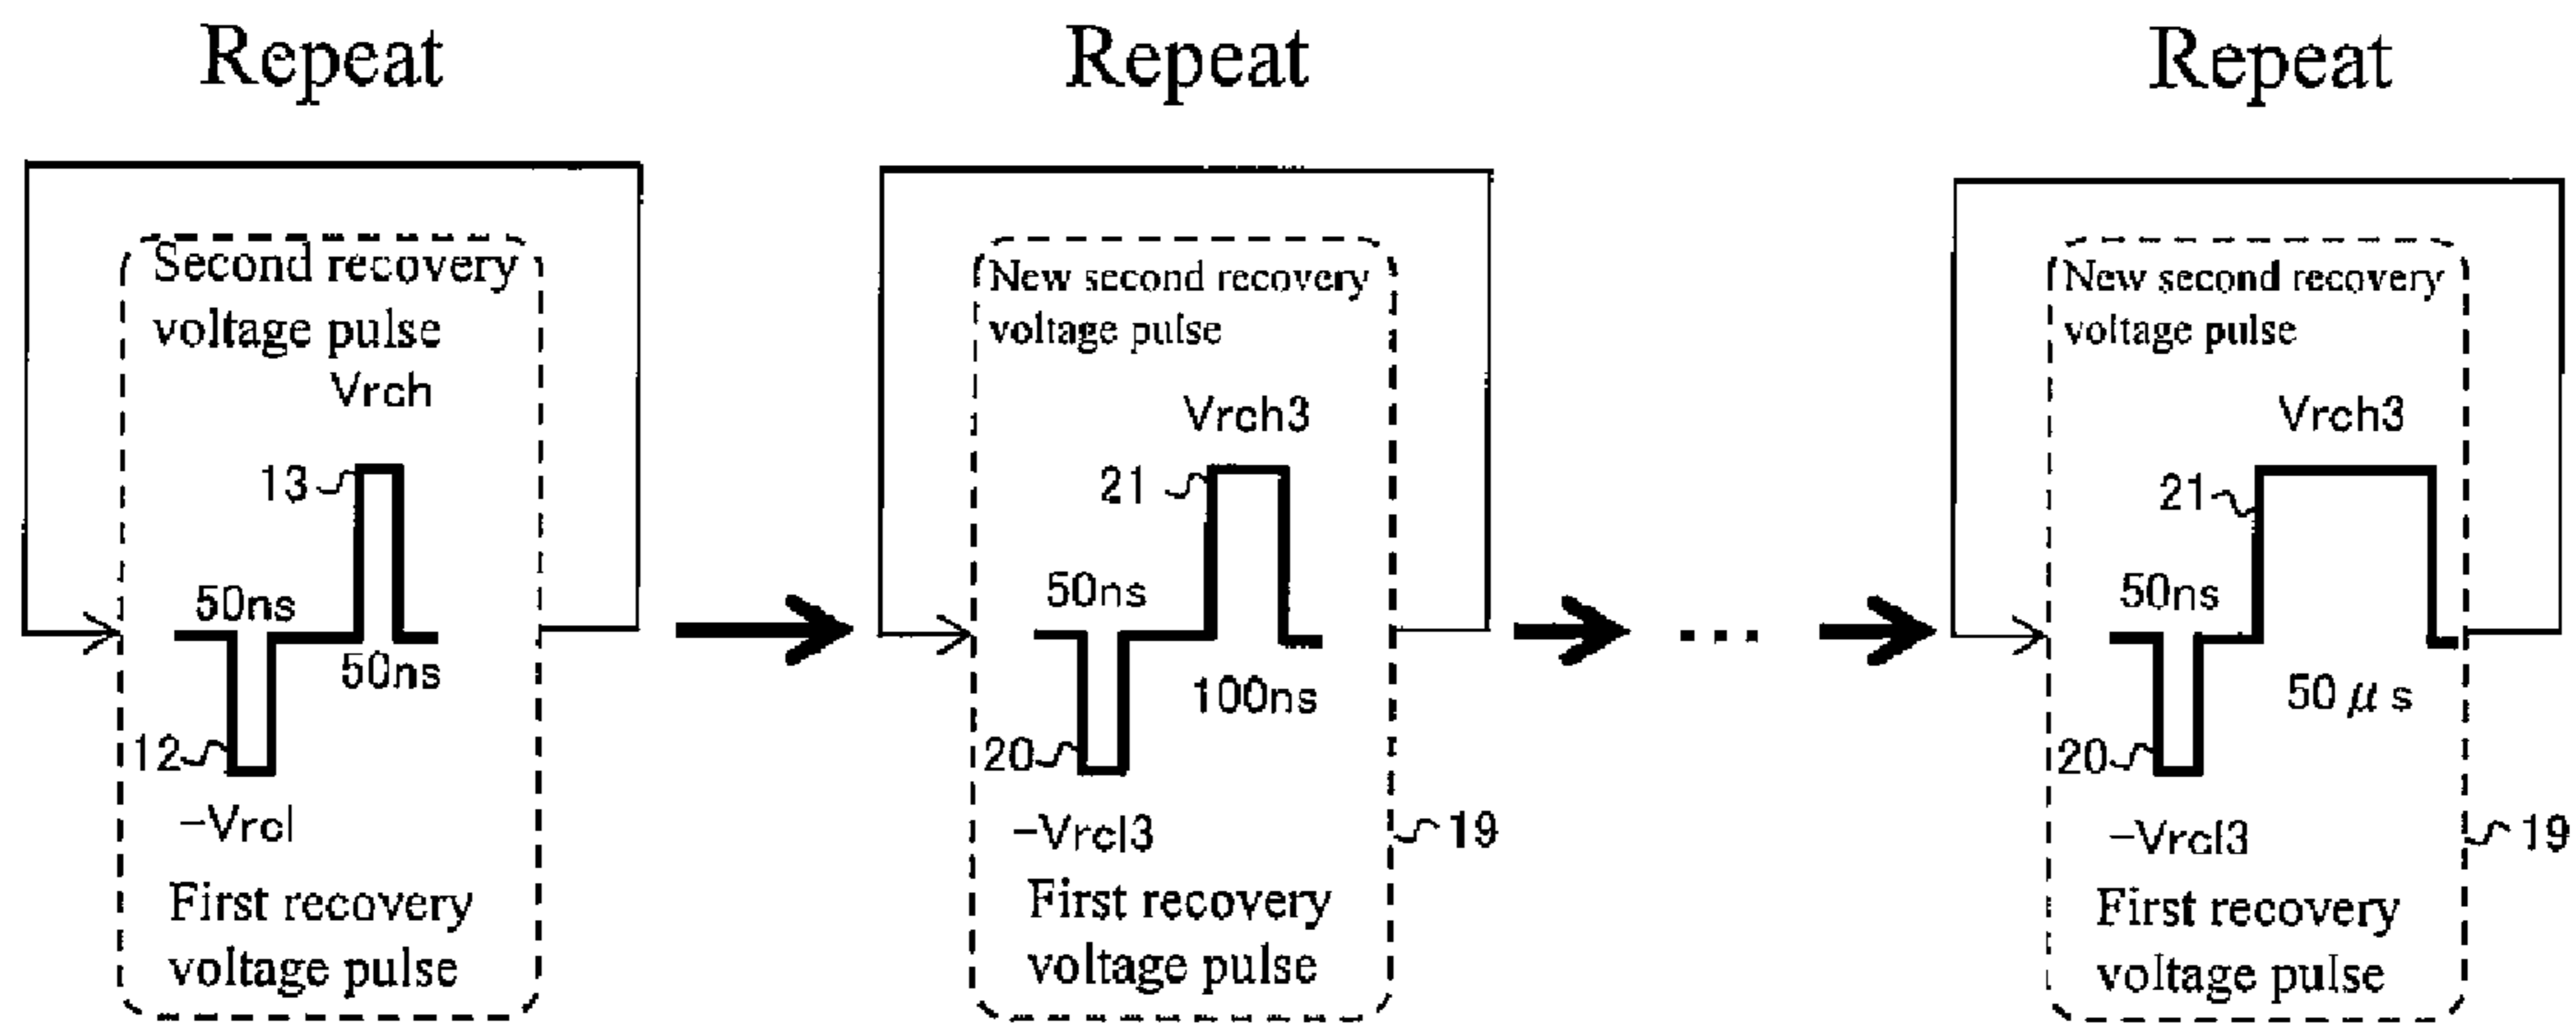 Repeat
Second recovery
voltage pulse
Vrch
13
50ns
50ns
12
-Vrcl
First recovery
voltage pulse
Repeat
New second recovery
voltage pulse
Vrch3
21
50ns
100ns
20
-Vrcl3
19
First recovery
voltage pulse
...
Repeat
New second recovery
voltage pulse
Vrch3
21
50ns
50 μs
20
-Vrcl3
19
First recovery
voltage pulse